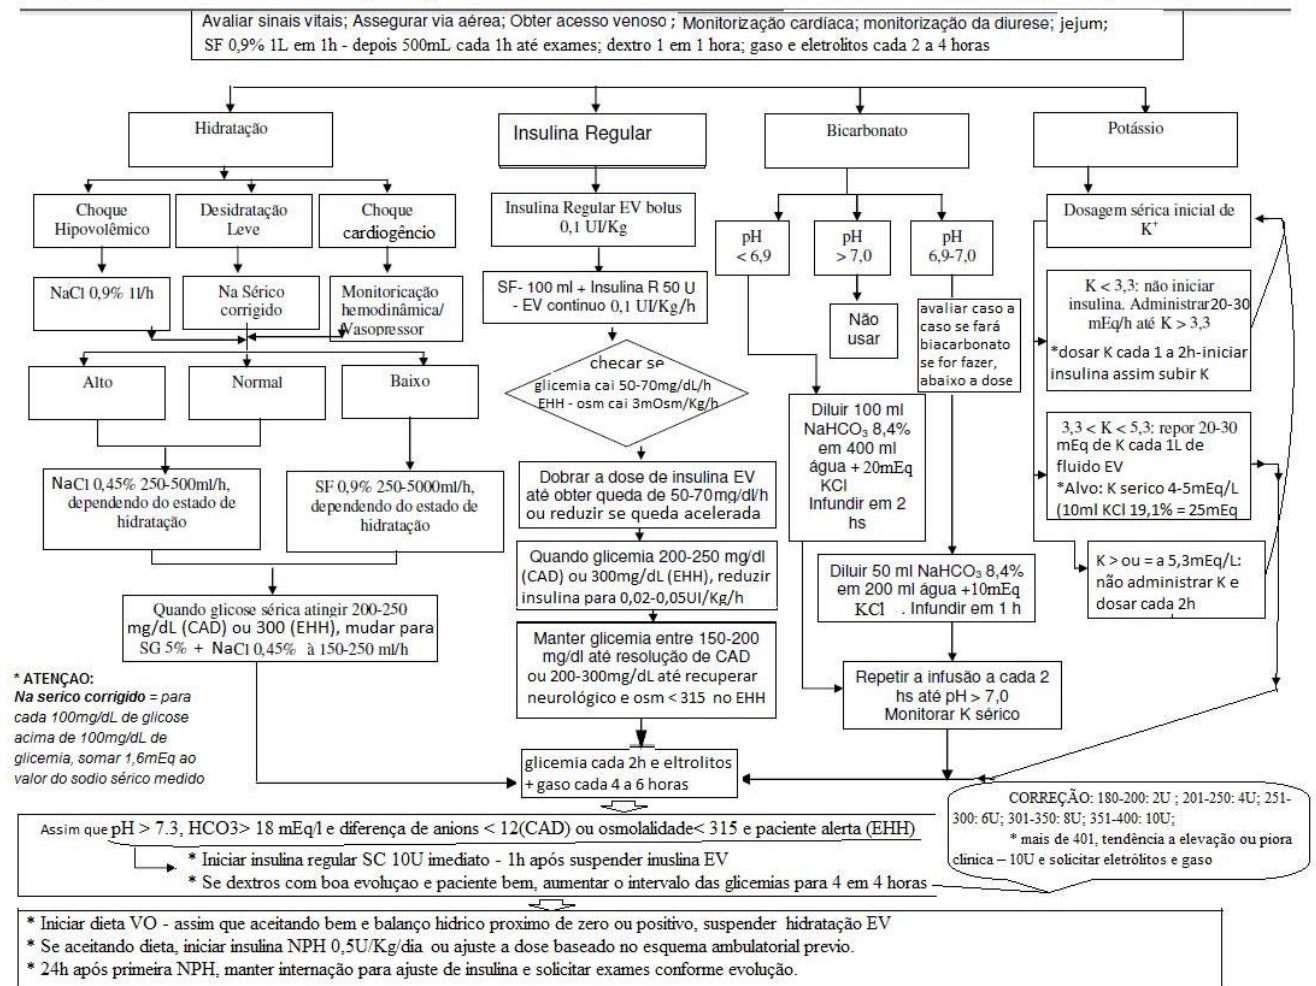 Avaliar sinais vitais; Assegurar via aérea; Obter acesso venoso ; Monitorização cardíaca; monitorização da diurese; jejum;
SF 0,9% 1L em 1h - depois 500mL cada 1h até exames; dextro 1 em 1 hora; gaso e eletrolitos cada 2 a 4 horas
Hidratação
Choque
Hipovolêmico
Desidratação
Leve
Choque
cardiogêncio
NaCl 0,9% 1l/h
Na Sérico
corrigido
Monitoricação
hemodinâmica/
Vasopressor
Alto
Normal
Baixo
NaCl 0,45% 250-500ml/h,
dependendo do estado de
hidratação
SF 0,9% 250-5000ml/h,
dependendo do estado de
hidratação
Quando glicose sérica atingir 200-250
mg/dL (CAD) ou 300 (EHH), mudar para
SG 5% + NaCl 0,45% à 150-250 ml/h
* ATENÇAO:
Na serico corrigido = para
cada 100mg/dL de glicose
acima de 100mg/dL de
glicemia, somar 1,6mEq ao
valor do sodio sérico medido
Insulina Regular
Insulina Regular EV bolus
0,1 UI/Kg
SF- 100 ml + Insulina R 50 U
- EV continuo 0,1 UI/Kg/h
checar se
glicemia cai 50-70mg/dL/h
EHH - osm cai 3mOsm/Kg/h
Dobrar a dose de insulina EV
até obter queda de 50-70mg/dl/h
ou reduzir se queda acelerada
Quando glicemia 200-250 mg/dl
(CAD) ou 300mg/dL (EHH), reduzir
insulina para 0,02-0,05UI/Kg/h
Manter glicemia entre 150-200
mg/dl até resolução de CAD
ou 200-300mg/dL até recuperar
neurológico e osm < 315 no EHH
glicemia cada 2h e eltrolitos
+ gaso cada 4 a 6 horas
Bicarbonato
pH
< 6,9
pH
> 7,0
pH
6,9-7,0
Não
usar
avaliar caso a
caso se fará
biacarbonato
se for fazer,
abaixo a dose
Diluir 100 ml
NaHCO₃ 8,4%
em 400 ml
água + 20mEq
KCl
Infundir em 2
hs
Diluir 50 ml NaHCO₃ 8,4%
em 200 ml água +10mEq
KCl . Infundir em 1 h
Repetir a infusão a cada 2
hs até pH > 7,0
Monitorar K sérico
Potássio
Dosagem sérica inicial de
K⁺
K < 3,3: não iniciar
insulina. Administrar 20-30
mEq/h até K > 3,3
*dosar K cada 1 a 2h-iniciar
insulina assim subir K
3,3 < K < 5,3: repor 20-30
mEq de K cada 1L de
fluido EV
*Alvo: K serico 4-5mEq/L
(10ml KCl 19,1% = 25mEq
K > ou = a 5,3mEq/L:
não administrar K e
dosar cada 2h
CORREÇÃO: 180-200: 2U ; 201-250: 4U; 251-
300: 6U; 301-350: 8U; 351-400: 10U;
* mais de 401, tendência a elevação ou piora
clínica – 10U e solicitar eletrólitos e gaso
Assim que pH > 7.3, HCO3> 18 mEq/l e diferença de anions < 12(CAD) ou osmolalidade< 315 e paciente alerta (EHH)
* Iniciar insulina regular SC 10U imediato - 1h após suspender inuslina EV
* Se dextros com boa evoluçao e paciente bem, aumentar o intervalo das glicemias para 4 em 4 horas
* Iniciar dieta VO - assim que aceitando bem e balanço hidrico proximo de zero ou positivo, suspender hidratação EV
* Se aceitando dieta, iniciar insulina NPH 0,5U/Kg/dia ou ajuste a dose baseado no esquema ambulatorial previo.
* 24h após primeira NPH, manter internação para ajuste de insulina e solicitar exames conforme evolução.